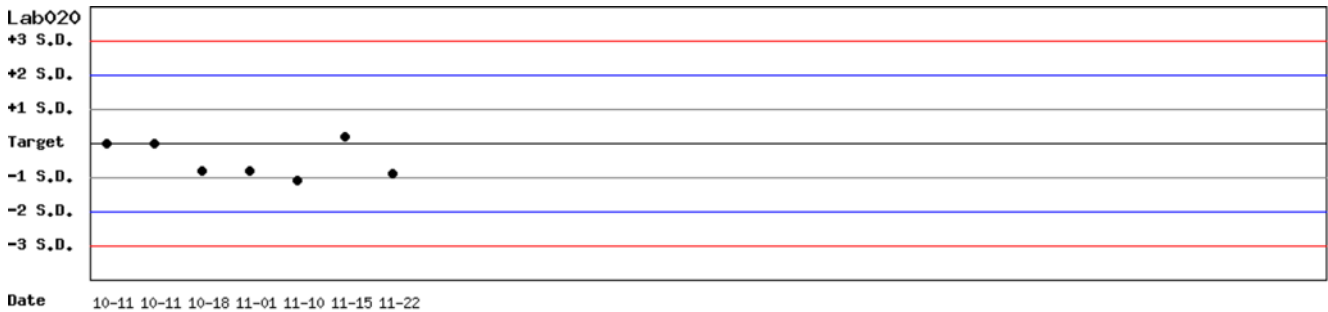 Lab020
+3 S.D.
+2 S.D.
+1 S.D.
Target
-1 S.D.
-2 S.D.
-3 S.D.
Date 10-11 10-11 10-18 11-01 11-10 11-15 11-22